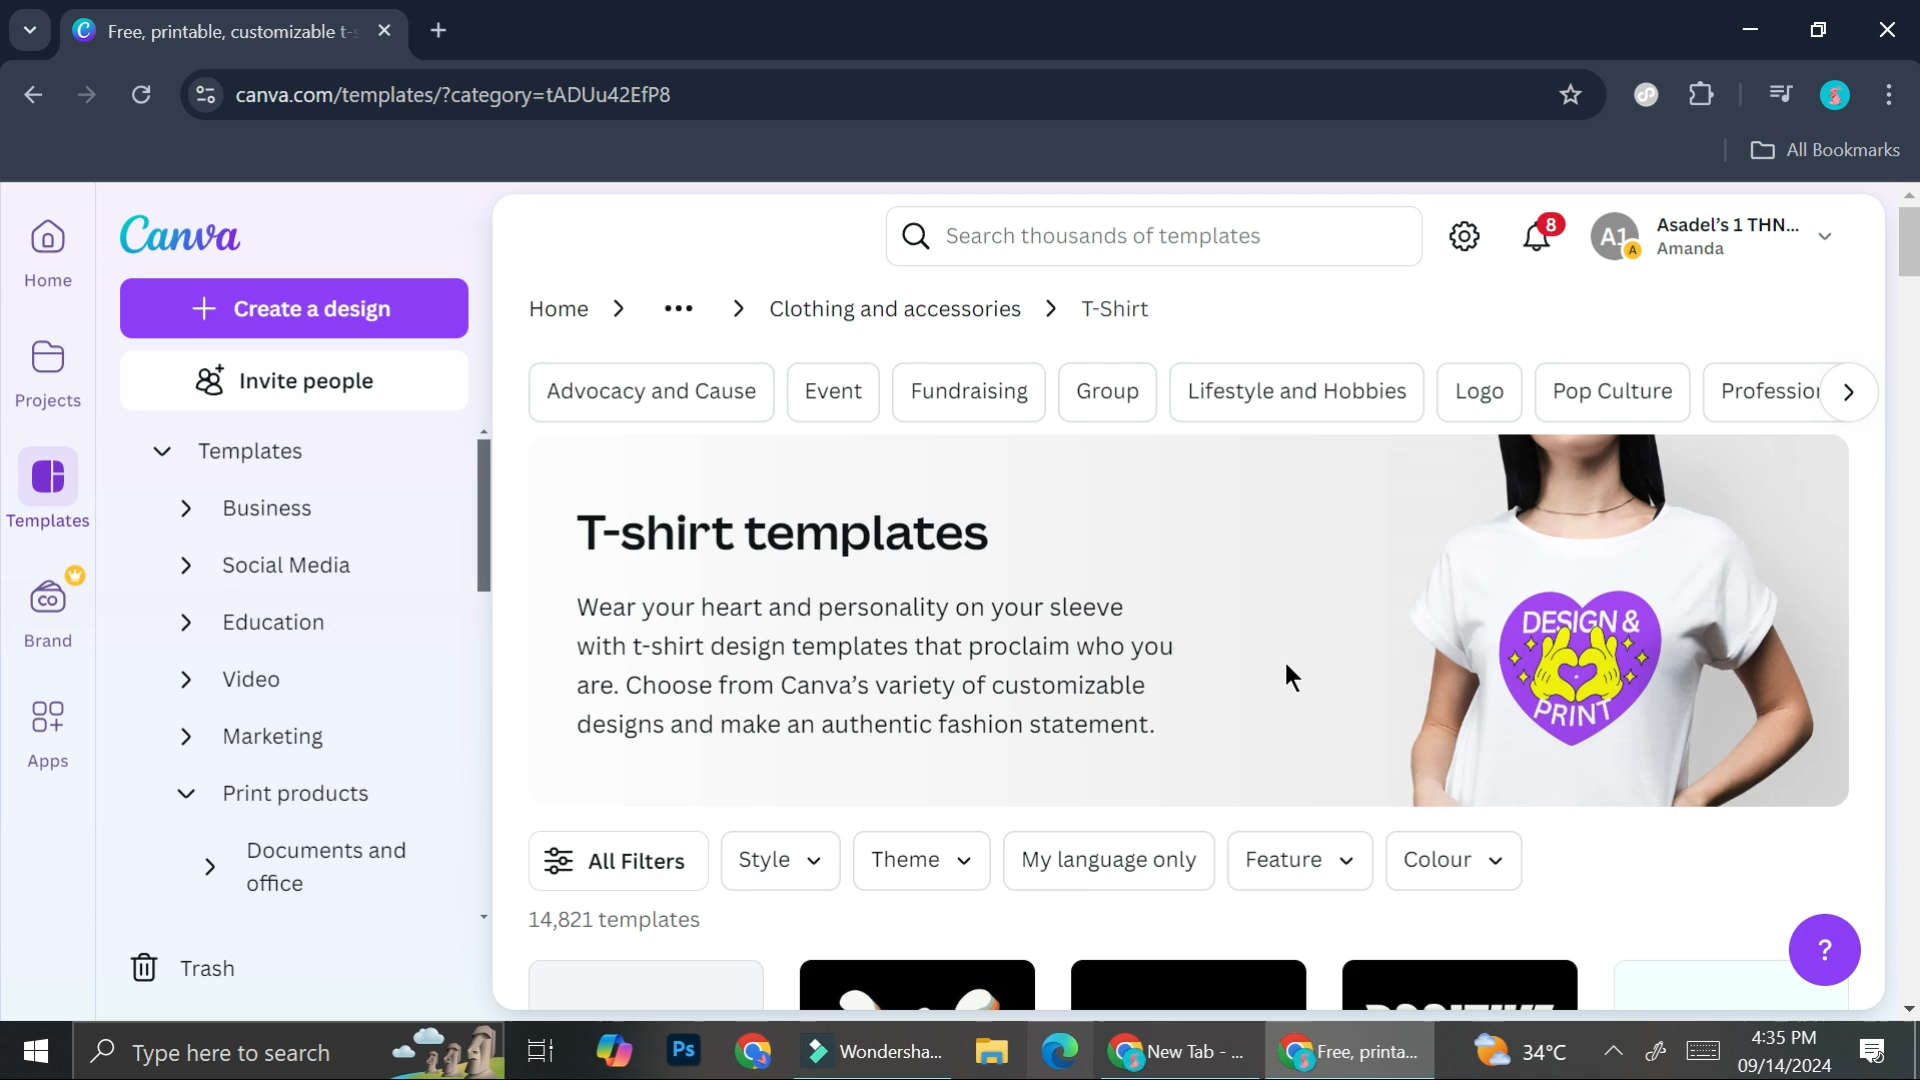 Free, printable, customizable t-s
canva.com/templates/?category=tADUu42EfP8
All Bookmarks
Home
Projects
Templates
Brand
CO
Apps
Canva
Create a design
Invite people
Templates
Business
Social Media
Education
Video
Marketing
Print products
Documents and
office
Trash
Search thousands of templates
8
A1
A
Asadel's 1 THN...
Amanda
Home
•••
Clothing and accessories
T-Shirt
Advocacy and Cause
Event
Fundraising
Group
Lifestyle and Hobbies
Logo
Pop Culture
Profession
T-shirt templates
Wear your heart and personality on your sleeve
with t-shirt design templates that proclaim who you
are. Choose from Canva's variety of customizable
designs and make an authentic fashion statement.
DESIGN &
PRINT
All Filters
Style
Theme
My language only
Feature
Colour
14,821 templates
?
Type here to search
Ps
Wondersha...
New Tab - ...
Free, printa...
34°C
4:35 PM
09/14/2024